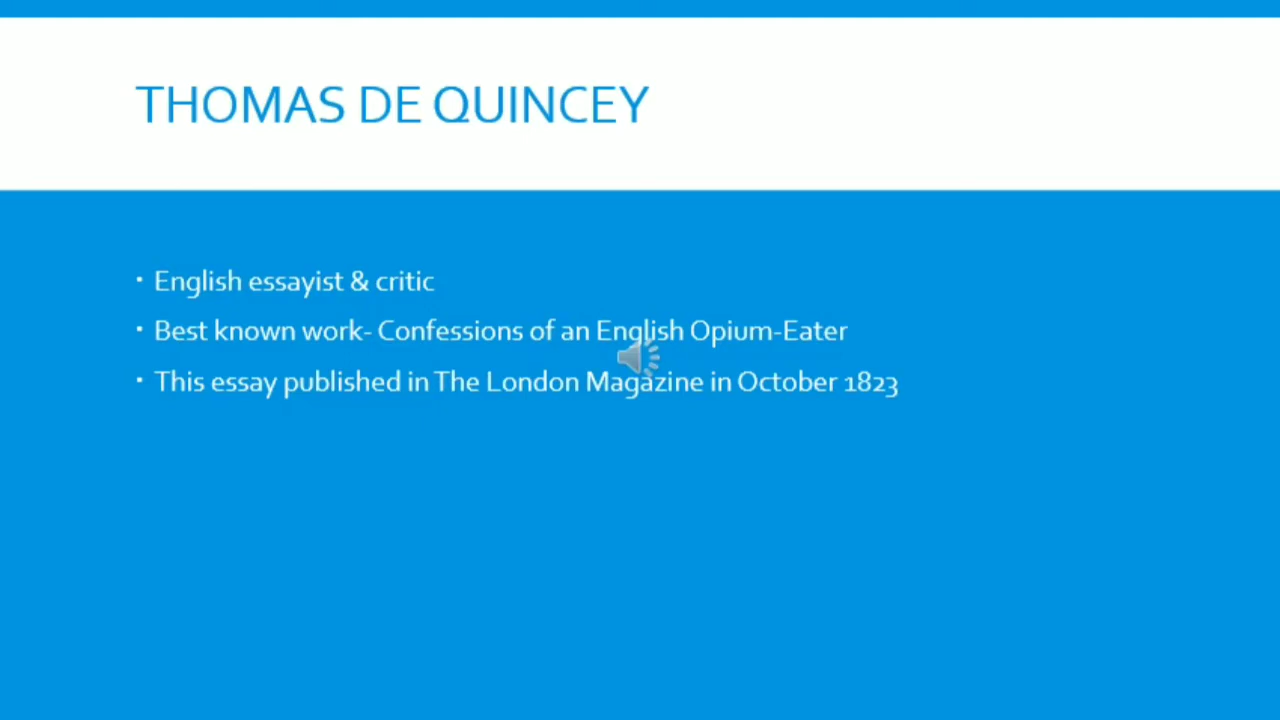 THOMAS DE QUINCEY
• English essayist & critic
• Best known work- Confessions of an English Opium-Eater
• This essay published in The London Magazine in October 1823